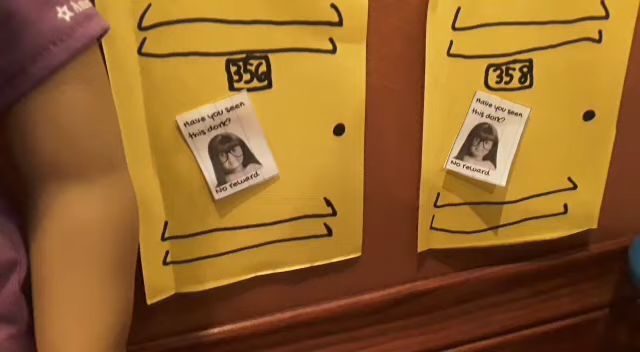 356
Have you seen
this dork?
No reward
358
Have you seen
this dork?
No reward